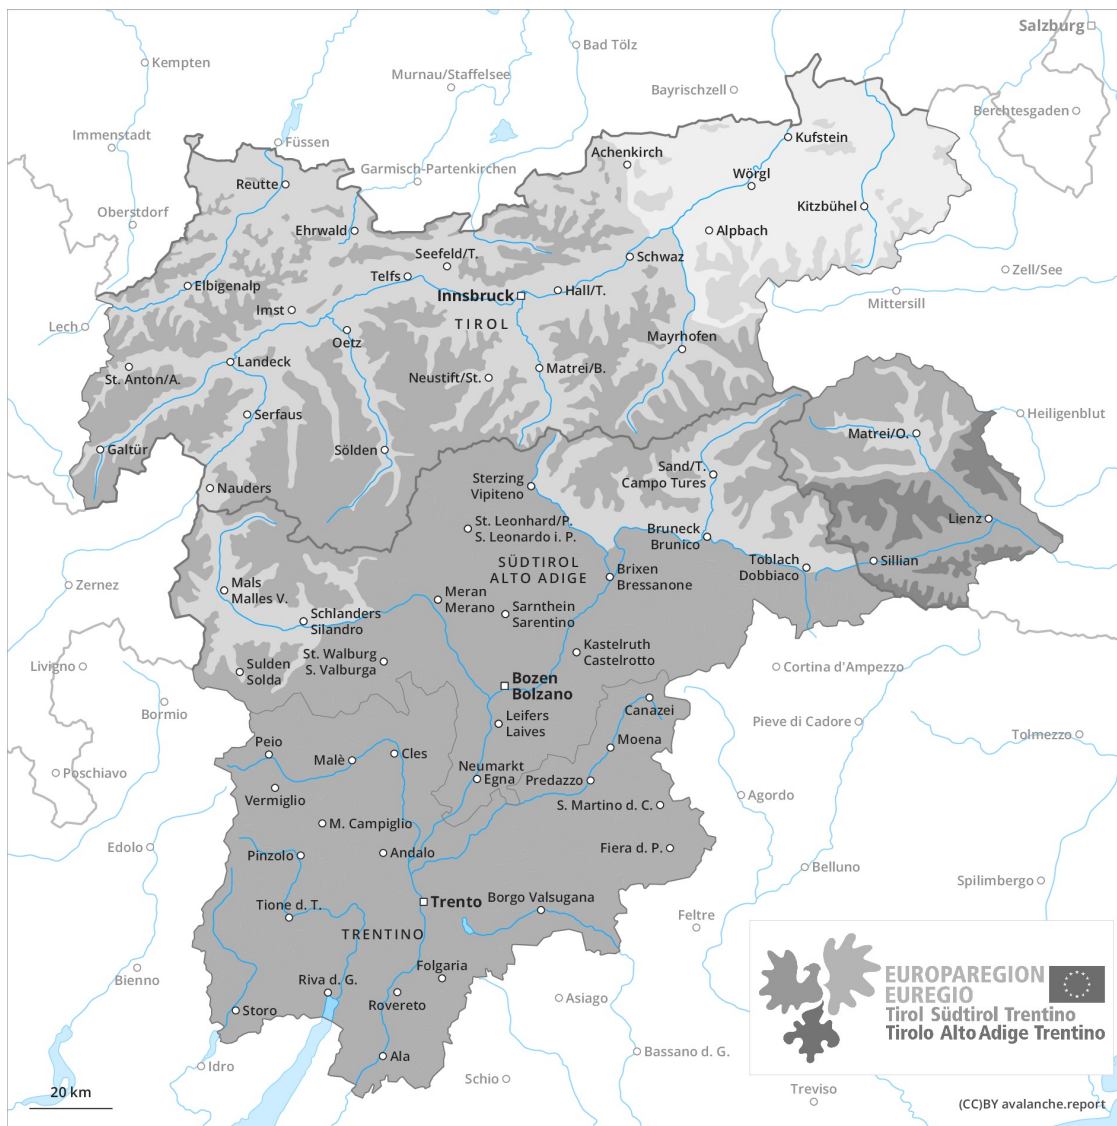 Salzburg
Bad Tölz
Kempten
Murnau/Staffelsee
Bayrischzell
Berchtesgaden
Immenstadt
Füssen
Kufstein
Achenkirch
Garmisch-Partenkirchen
Wörgl
Reutte
Kitzbühel
Oberstdorf
Ehrwald
Alpbach
Seefeld/T.
Schwaz
Telfs
Zell/See
Elbigenalp
Hall/T.
Innsbruck
Mittersill
Imst
TIROL
Lech
Oetz
Mayrhofen
Landeck
Matrei/B.
St. Anton/A.
Neustift/St.
Serfaus
Heiligenblut
Matrei/O.
Galtür
Sölden
Sand/T.
Campo Tures
Sterzing
Vipiteno
Nauders
Lienz
St. Leonhard/P.
S. Leonardo i. P.
Bruneck
Brunico
SÜDTIROL
ALTO ADIGE
Toblach
Dobbiaco
Sillian
Brixen
Bressanone
Zernez
Mals
Malles V.
Meran
Merano
Sarnthein
Sarentino
Schlanders
Silandro
Kastelruth
Castelrotto
St. Walburg
S. Valburga
Livigno
Sulden
Solda
Cortina d'Ampezzo
Bozen
Bolzano
Canazei
Bormio
Leifers
Laives
Pieve di Cadore
Tolmezzo
Peio
Moena
Cles
Malè
Poschiavo
Neumarkt
Egna
Predazzo
Vermiglio
Agordo
S. Martino d. C.
M. Campiglio
Edolo
Pinzolo
Andalo
Fiera d. P.
Belluno
Spilimbergo
Trento
Borgo Valsugana
Tione d. T.
Feltre
TRENTINO
Folgaria
Bienno
Riva d. G.
Rovereto
Asiago
Storo
EUROPAREGION
EUREGIO
Tirol Südtirol Trentino
Tirolo Alto Adige Trentino
Ala
Bassano d. G.
Idro
Schio
Treviso
20 km
(CC)BY avalanche.report